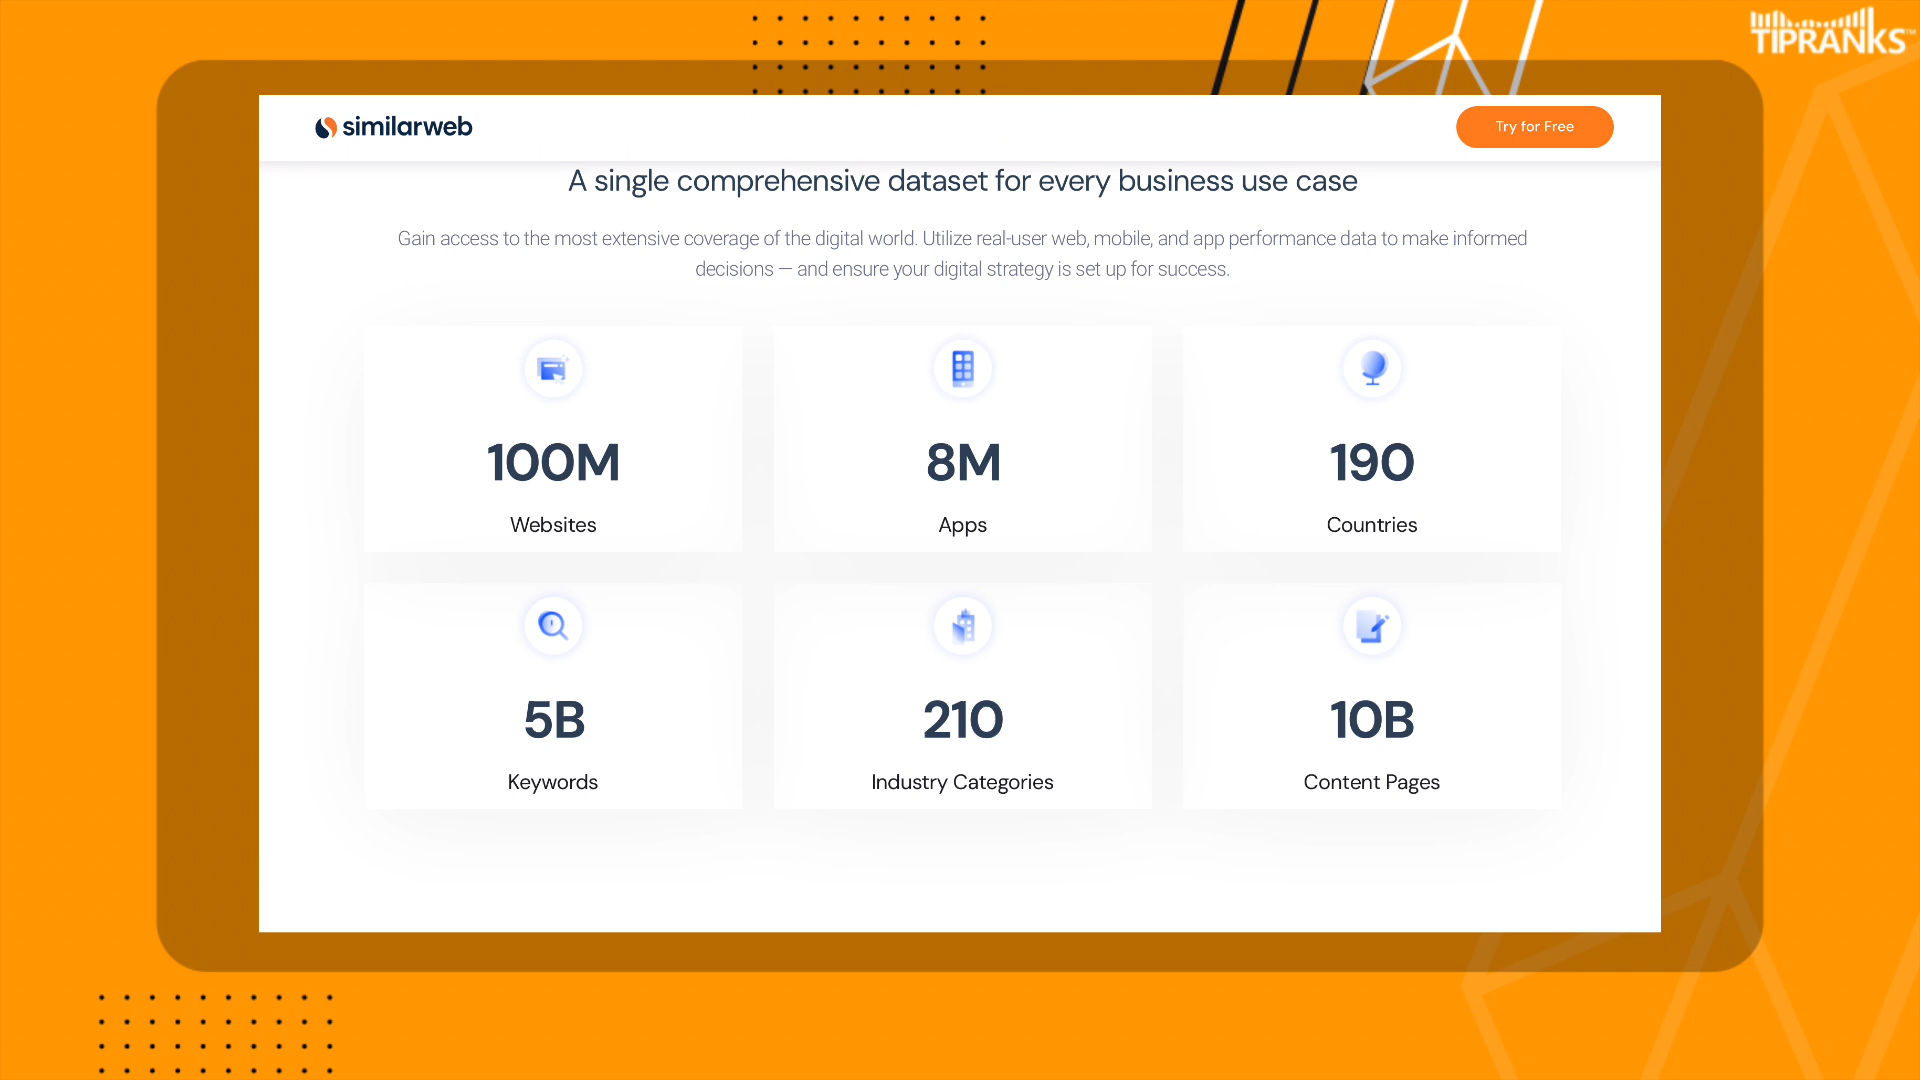 TIPRANKS™
similarweb
Try for Free
A single comprehensive dataset for every business use case
Gain access to the most extensive coverage of the digital world. Utilize real-user web, mobile, and app performance data to make informed
decisions — and ensure your digital strategy is set up for success.
100M
Websites
8M
Apps
190
Countries
5B
Keywords
210
Industry Categories
10B
Content Pages